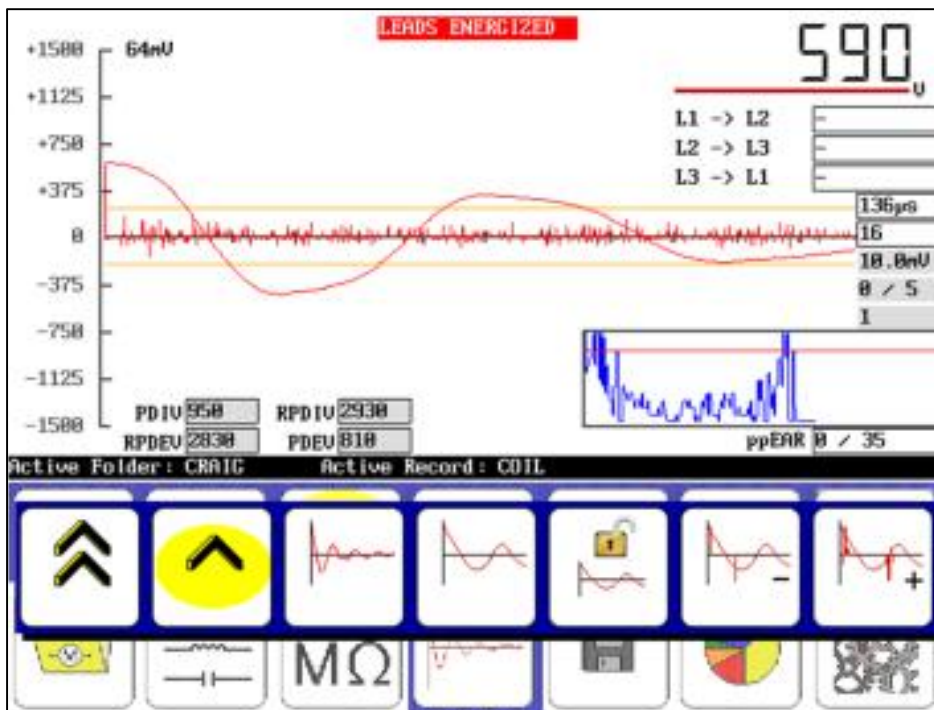 LEADS ENERGIZED
+1500
64mV
590
V
+1125
L1 -> L2 -
+750
L2 -> L3 -
L3 -> L1 -
+375
136µs
0
16
10.0mV
-375
0 / 5
1
-750
-1125
PDIV 950 RPDIV 2930
-1500
RPDEV 2830 PDEV 810
ppEAR 0 / 35
Active Folder: CRAIG Active Record: COIL
-
+
V
MΩ